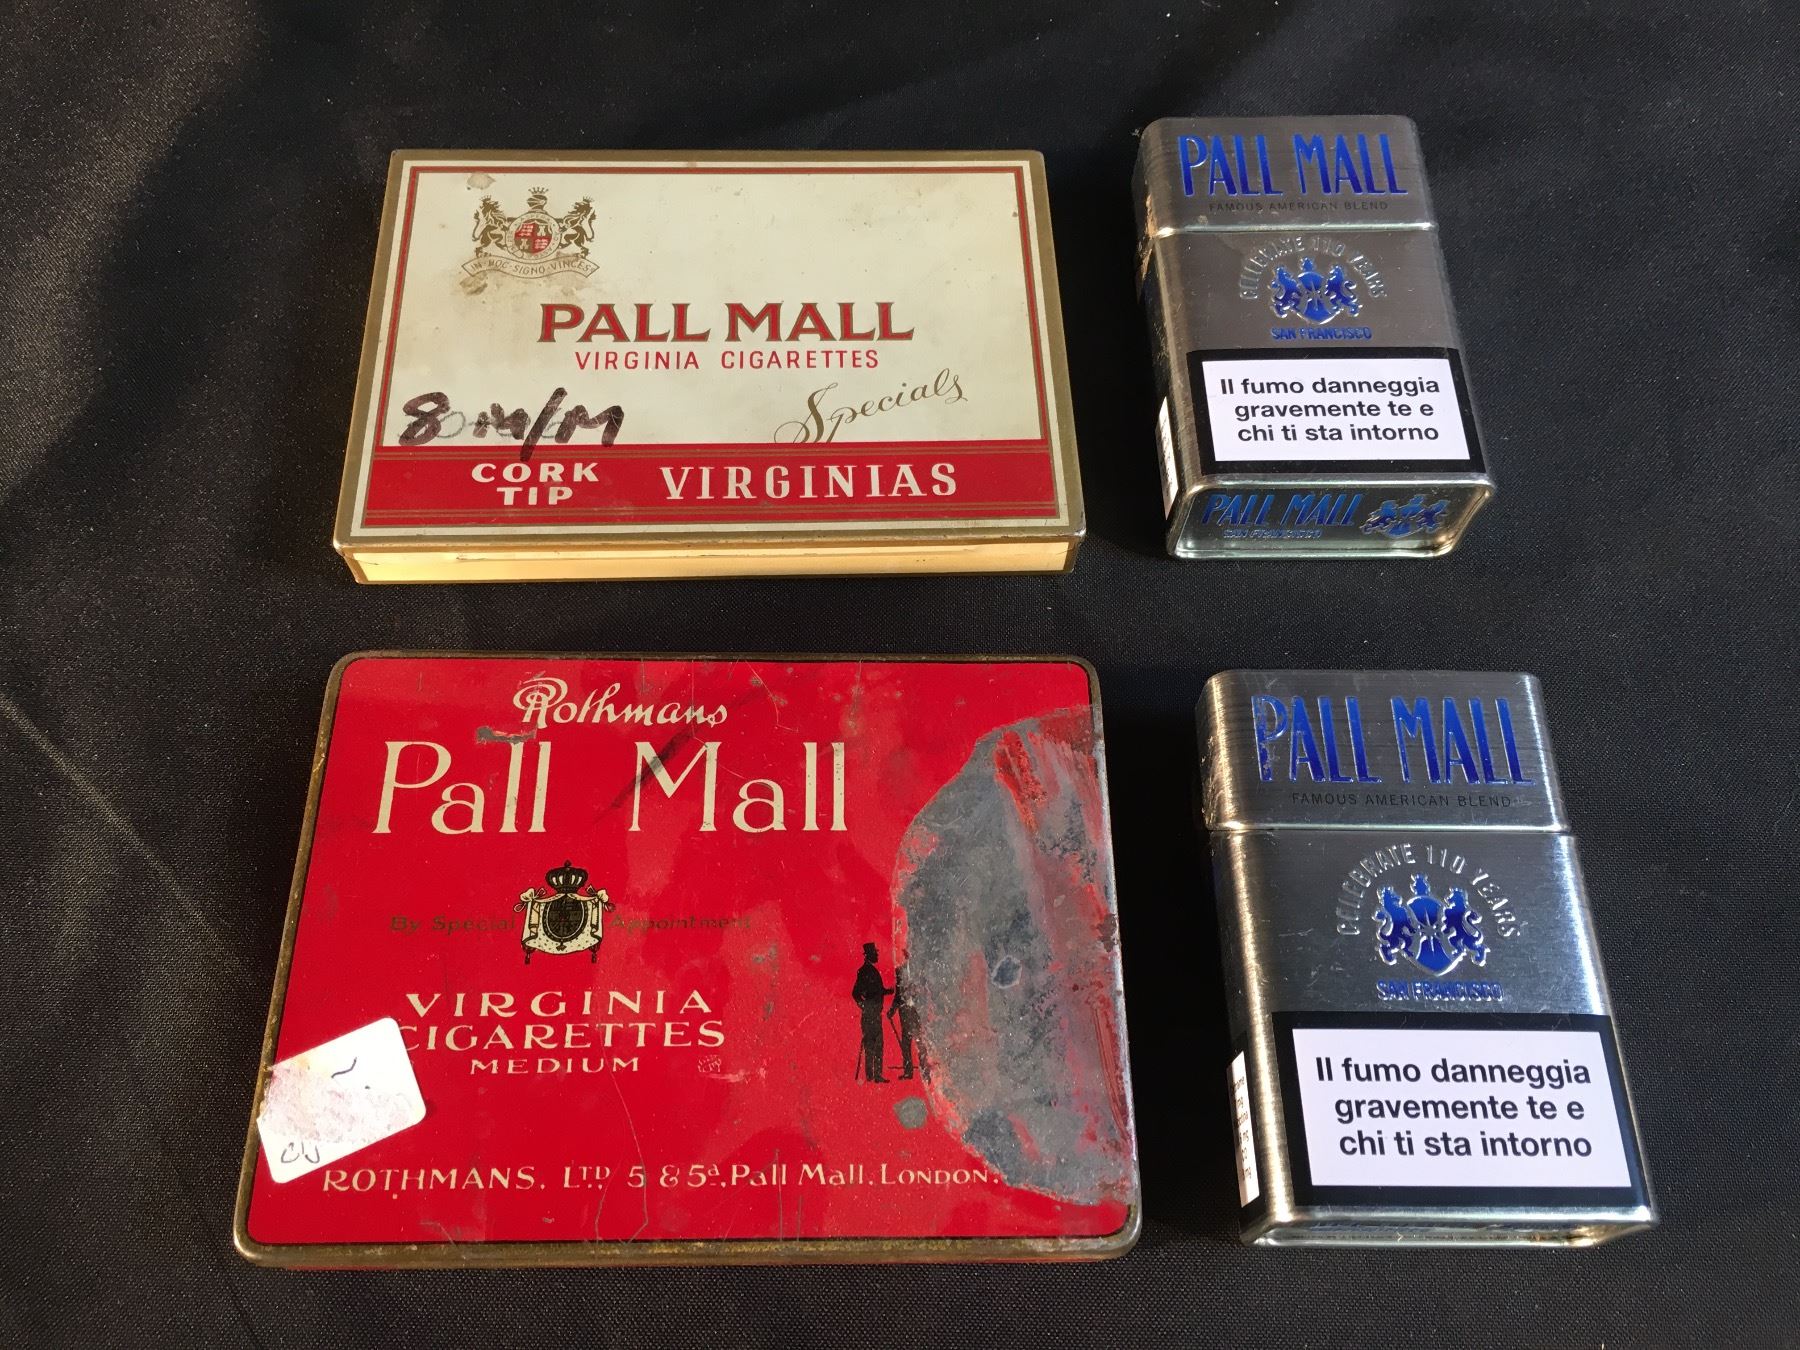 IN·HOC·SIGNO·VINCES
PALL MALL
VIRGINIA CIGARETTES
Specials
8 M/M
CORK TIP
VIRGINIAS
PALL MALL
FAMOUS AMERICAN BLEND
CELEBRATE 110 YEARS
SAN FRANCISCO
Il fumo danneggia
gravemente te e
chi ti sta intorno
PALL MALL
SAN FRANCISCO
Rothmans
Pall Mall
By Special Appointment
VIRGINIA
CIGARETTES
MEDIUM
ROTHMANS, LTD 5 & 5a, Pall Mall, LONDON.
PALL MALL
FAMOUS AMERICAN BLEND
CELEBRATE 110 YEARS
SAN FRANCISCO
Il fumo danneggia
gravemente te e
chi ti sta intorno